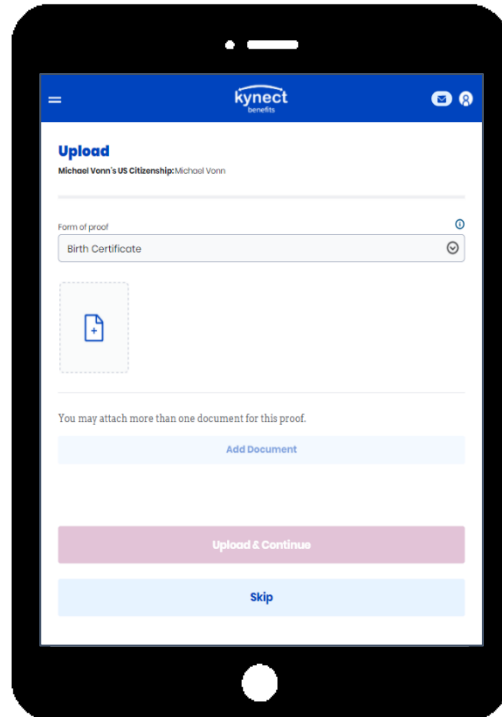 kynect
benefits
Upload
Michael Vonn's US Citizenship:Michael Vonn
Form of proof
Birth Certificate
You may attach more than one document for this proof.
Add Document
Upload & Continue
Skip